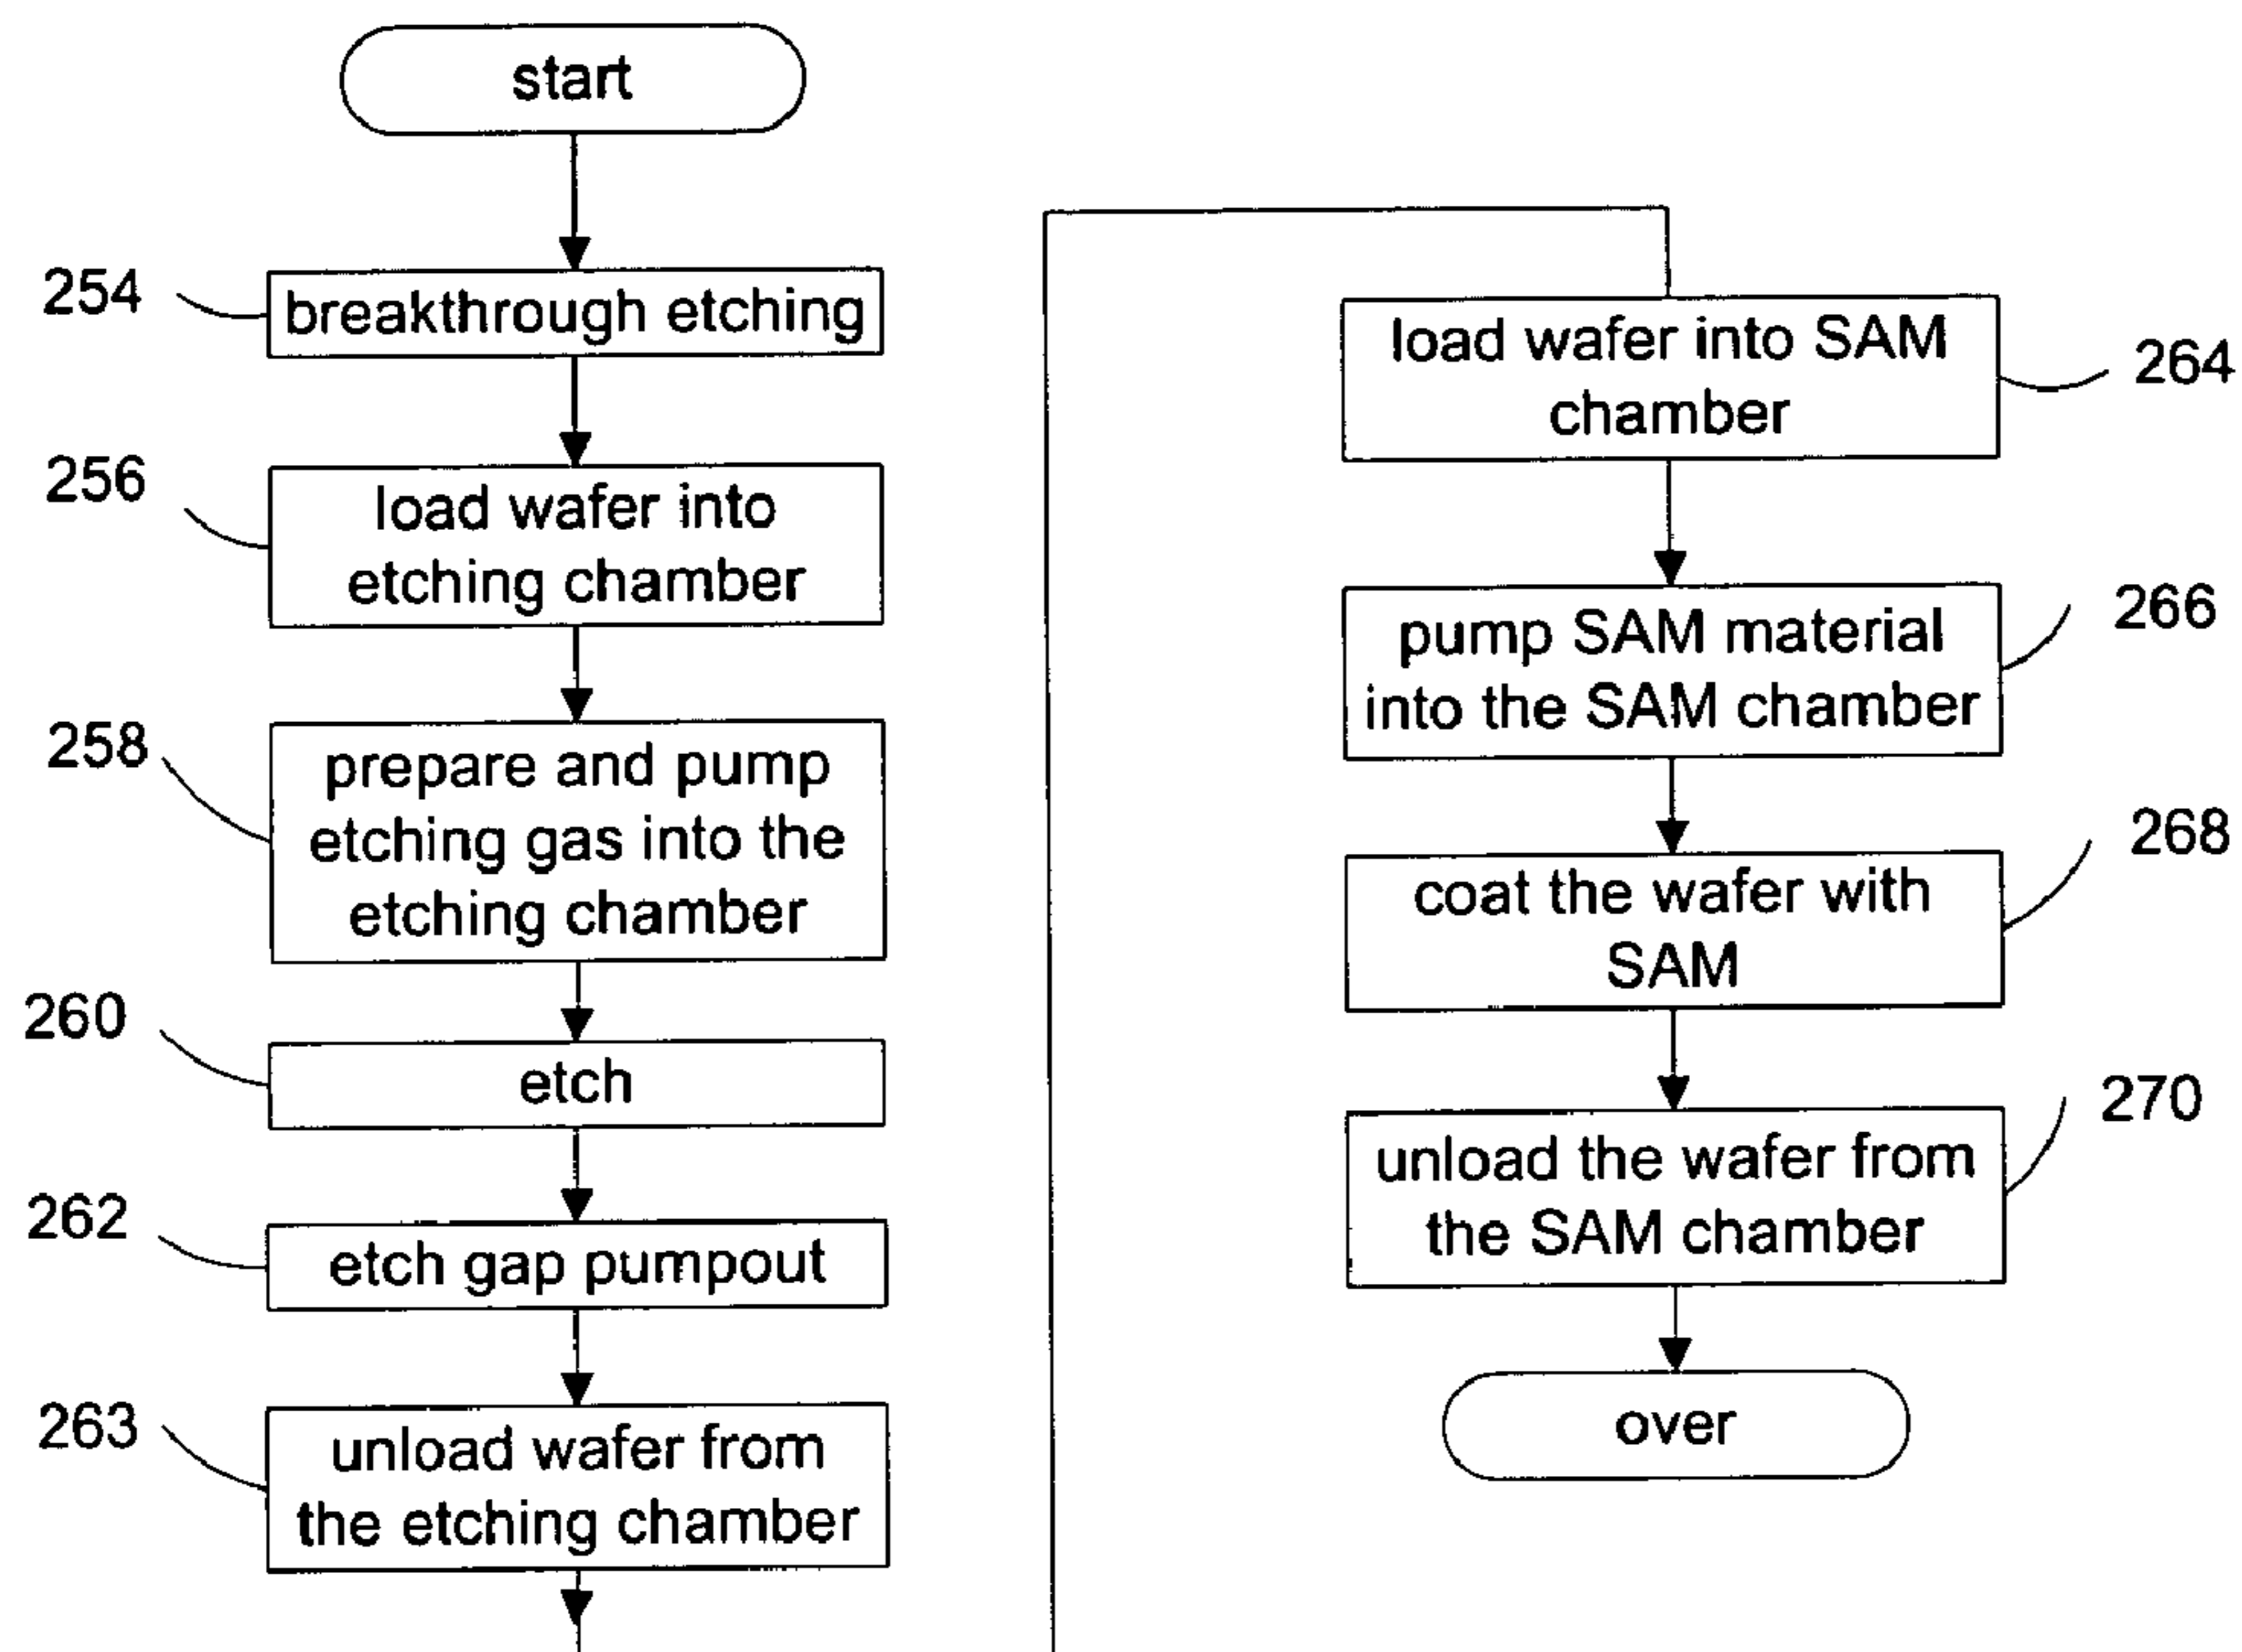 start
254
breakthrough etching
256
load wafer into
etching chamber
258
prepare and pump
etching gas into the
etching chamber
260
etch
262
etch gap pumpout
263
unload wafer from
the etching chamber
load wafer into SAM
chamber
264
pump SAM material
into the SAM chamber
266
coat the wafer with
SAM
268
unload the wafer from
the SAM chamber
270
over